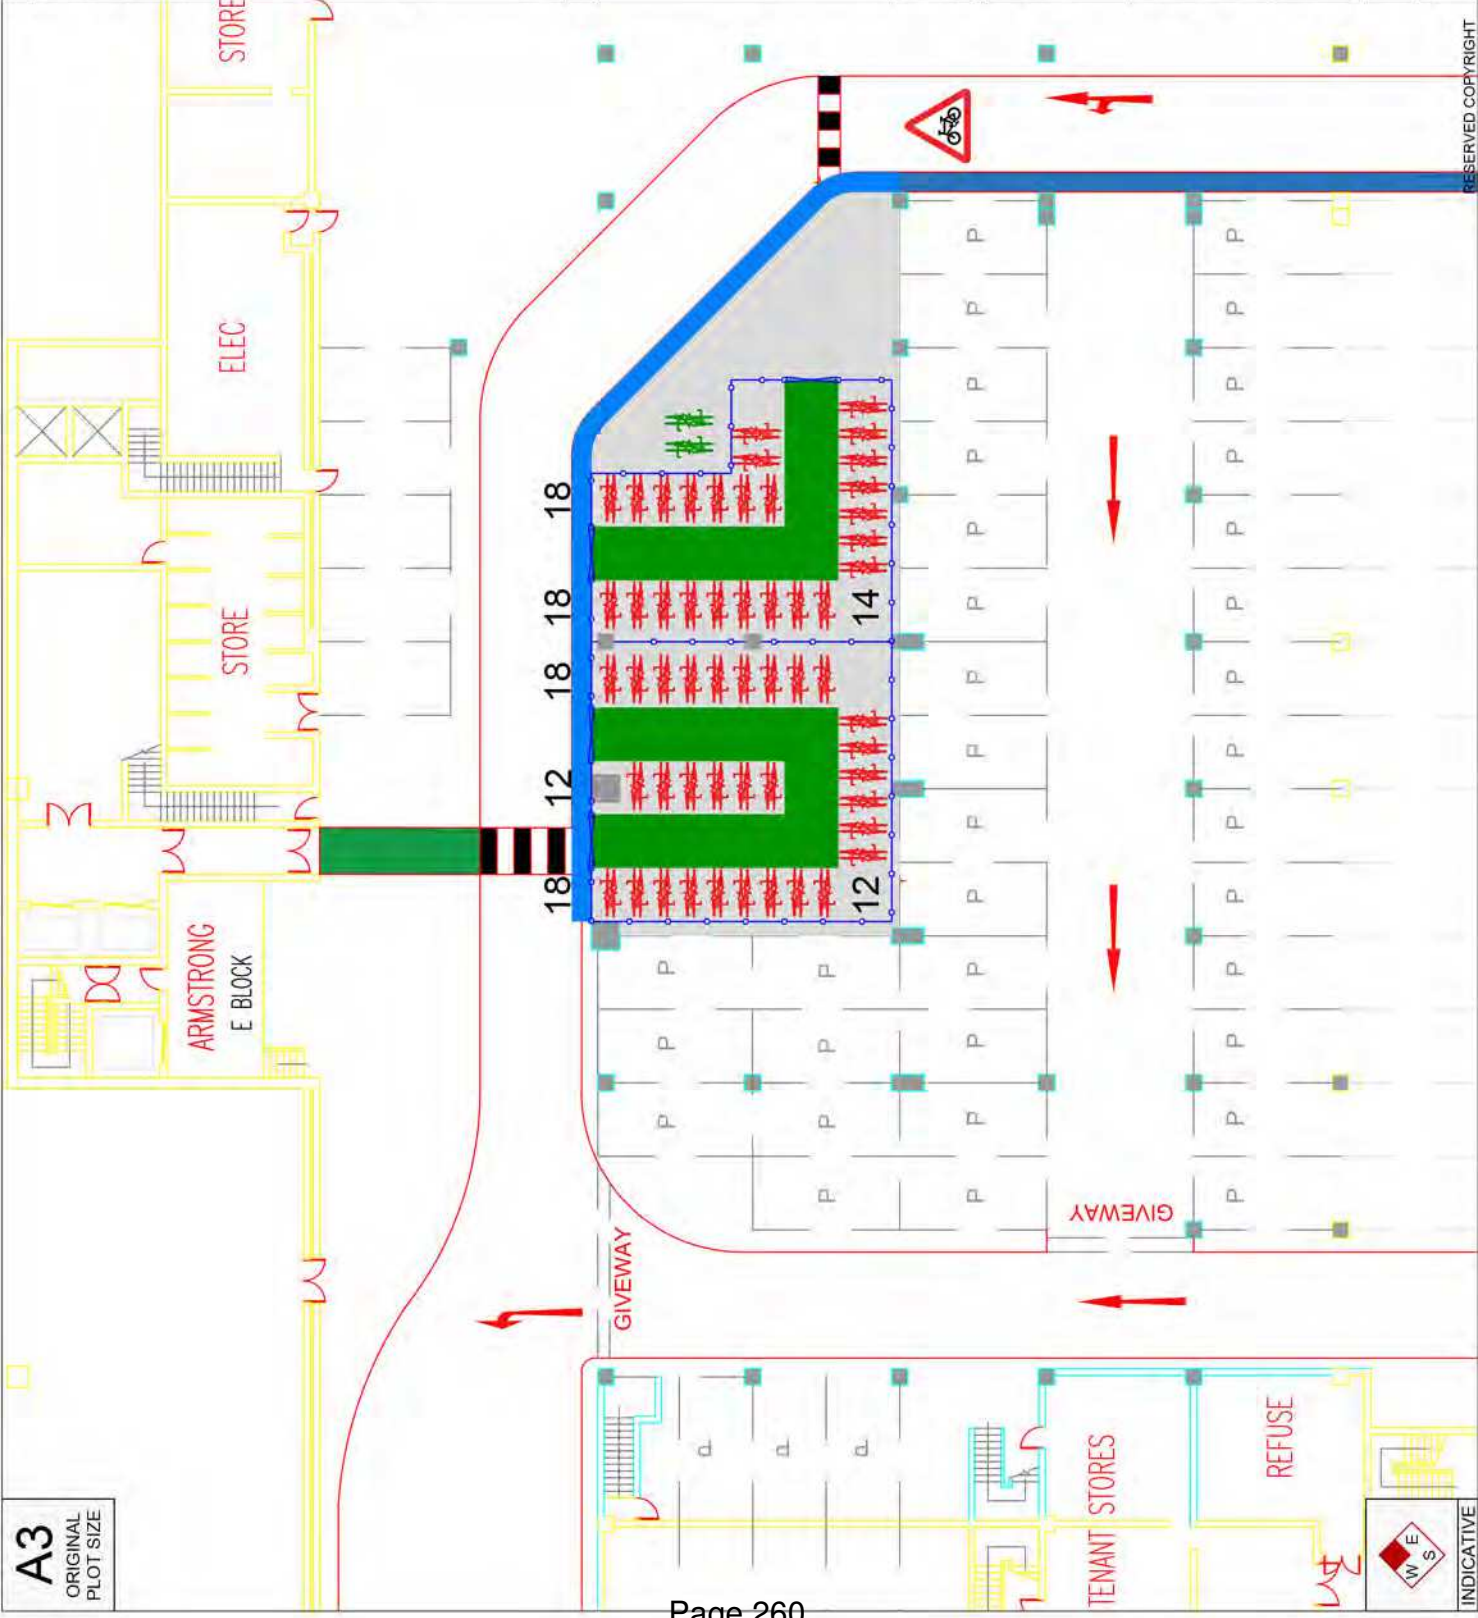 STORE
RESERVED COPYRIGHT
P P
P P
ELEC
P P
P P
18
P P
18
14
STORE
P P
18
P P
P P
12
P P
18
12
P P
ARMSTRONG
E BLOCK
P P P P
P P P P
P P P P
P P P
GIVEWAY
GIVEWAY
P P P
TENANT STORES
REFUSE
A3
ORIGINAL
PLOT SIZE
W E
S
INDICATIVE
Page 260